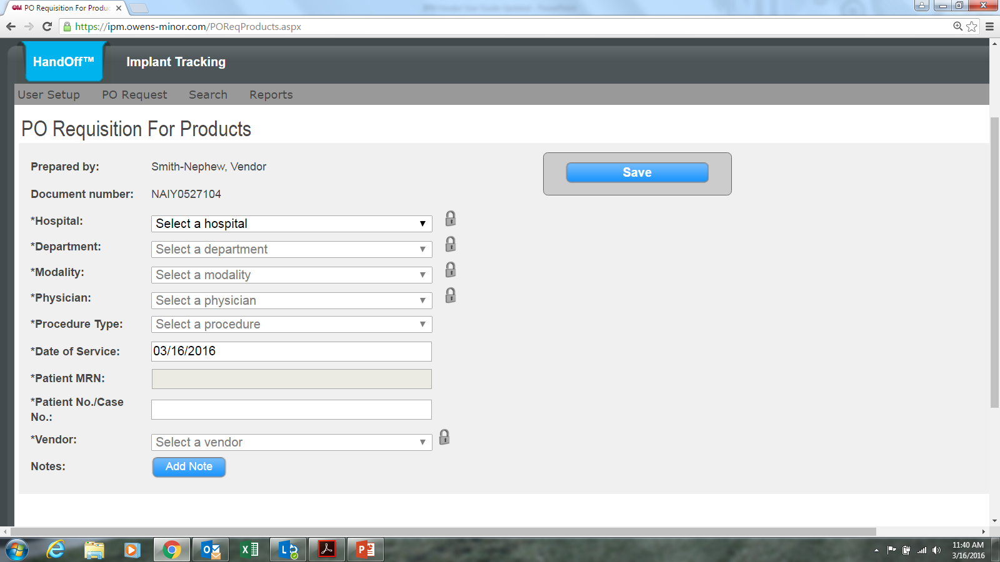 PO Requisition For Produc
https://ipm.owens-minor.com/POReqProducts.aspx
HandOff™
Implant Tracking
User Setup PO Request Search Reports
PO Requisition For Products
Prepared by: Smith-Nephew, Vendor
Save
Document number: NAIY0527104
*Hospital: Select a hospital
*Department: Select a department
*Modality: Select a modality
*Physician: Select a physician
*Procedure Type: Select a procedure
*Date of Service: 03/16/2016
*Patient MRN:
*Patient No./Case
No.:
*Vendor: Select a vendor
Notes: Add Note
11:40 AM
3/16/2016